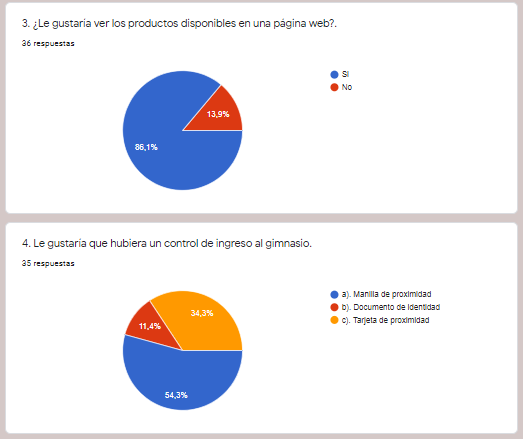 3. ¿Le gustaría ver los productos disponibles en una página web?.
36 respuestas
Si
No
13,9%
86,1%
4. Le gustaría que hubiera un control de ingreso al gimnasio.
35 respuestas
a). Manilla de proximidad
b). Documento de identidad
c). Tarjeta de proximidad
34,3%
11,4%
54,3%